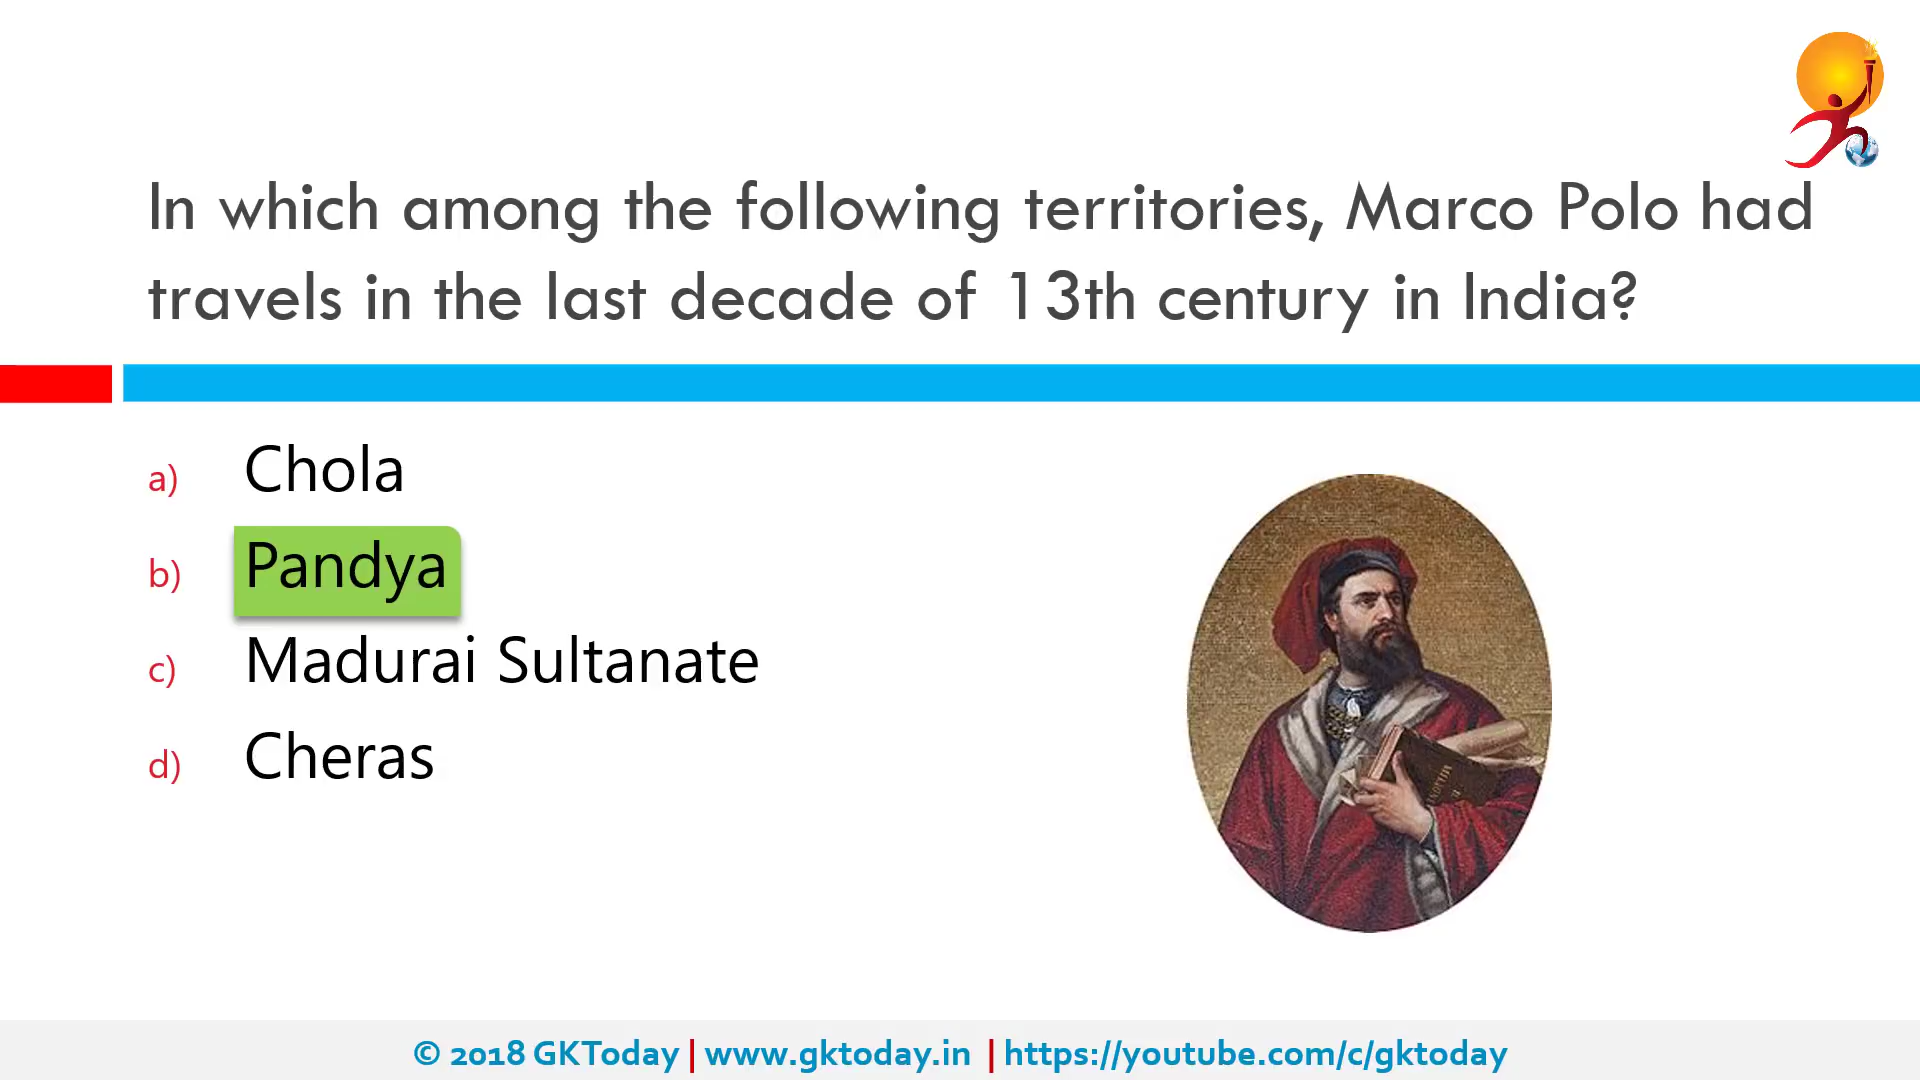 In which among the following territories, Marco Polo had
travels in the last decade of 13th century in India?
a) Chola
b) Pandya
c) Madurai Sultanate
d) Cheras
© 2018 GKToday | www.gktoday.in | https://youtube.com/c/gktoday